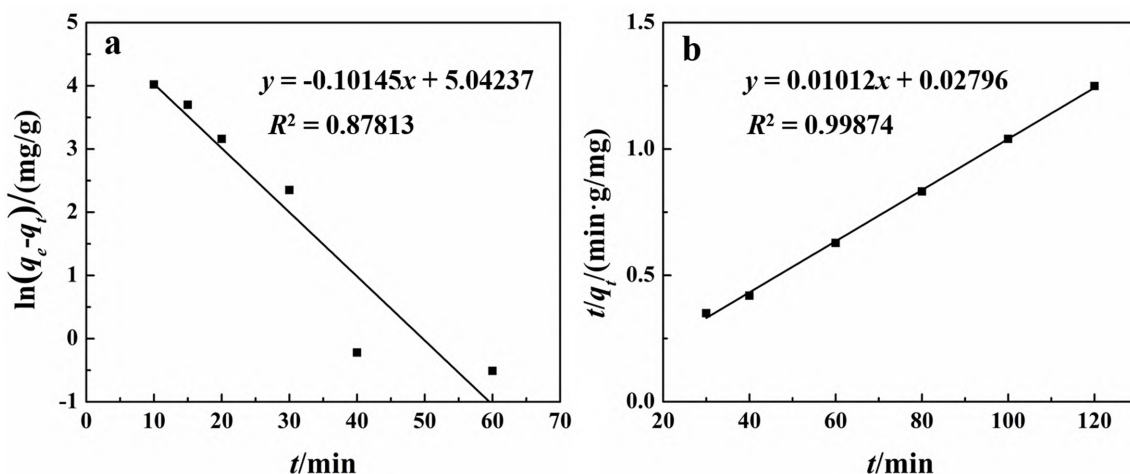 a
y = -0.10145x + 5.04237
R² = 0.87813
ln(qₑ-qₜ)/(mg/g)
5
4
3
2
1
0
-1
0 10 20 30 40 50 60 70
t/min
b
y = 0.01012x + 0.02796
R² = 0.99874
t/qₜ/(min·g/mg)
1.5
1.0
0.5
0.0
20 40 60 80 100 120
t/min